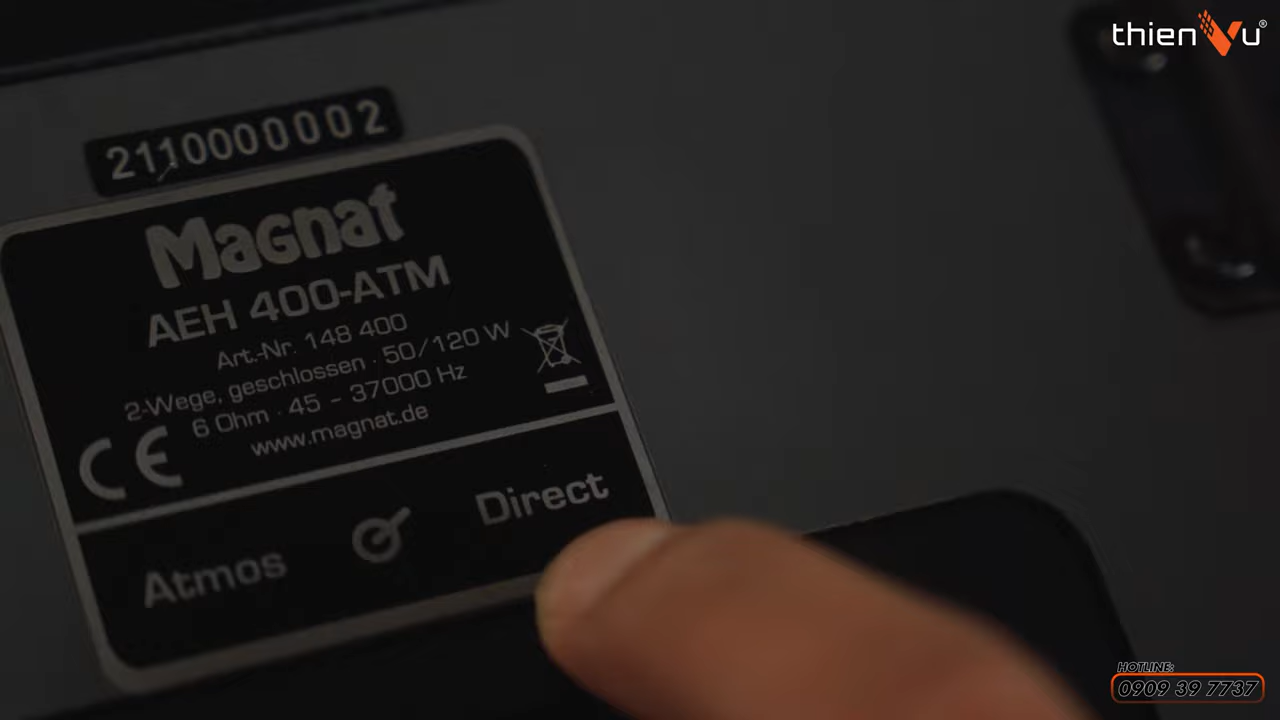 thienVu®
2110000002
Magnat
AEH 400-ATM
Art.-Nr. 148 400
2-Wege, geschlossen · 50/120 W
6 Ohm · 45 - 37000 Hz
www.magnat.de
CE
Atmos
Direct
HOTLINE:
0909 39 7737